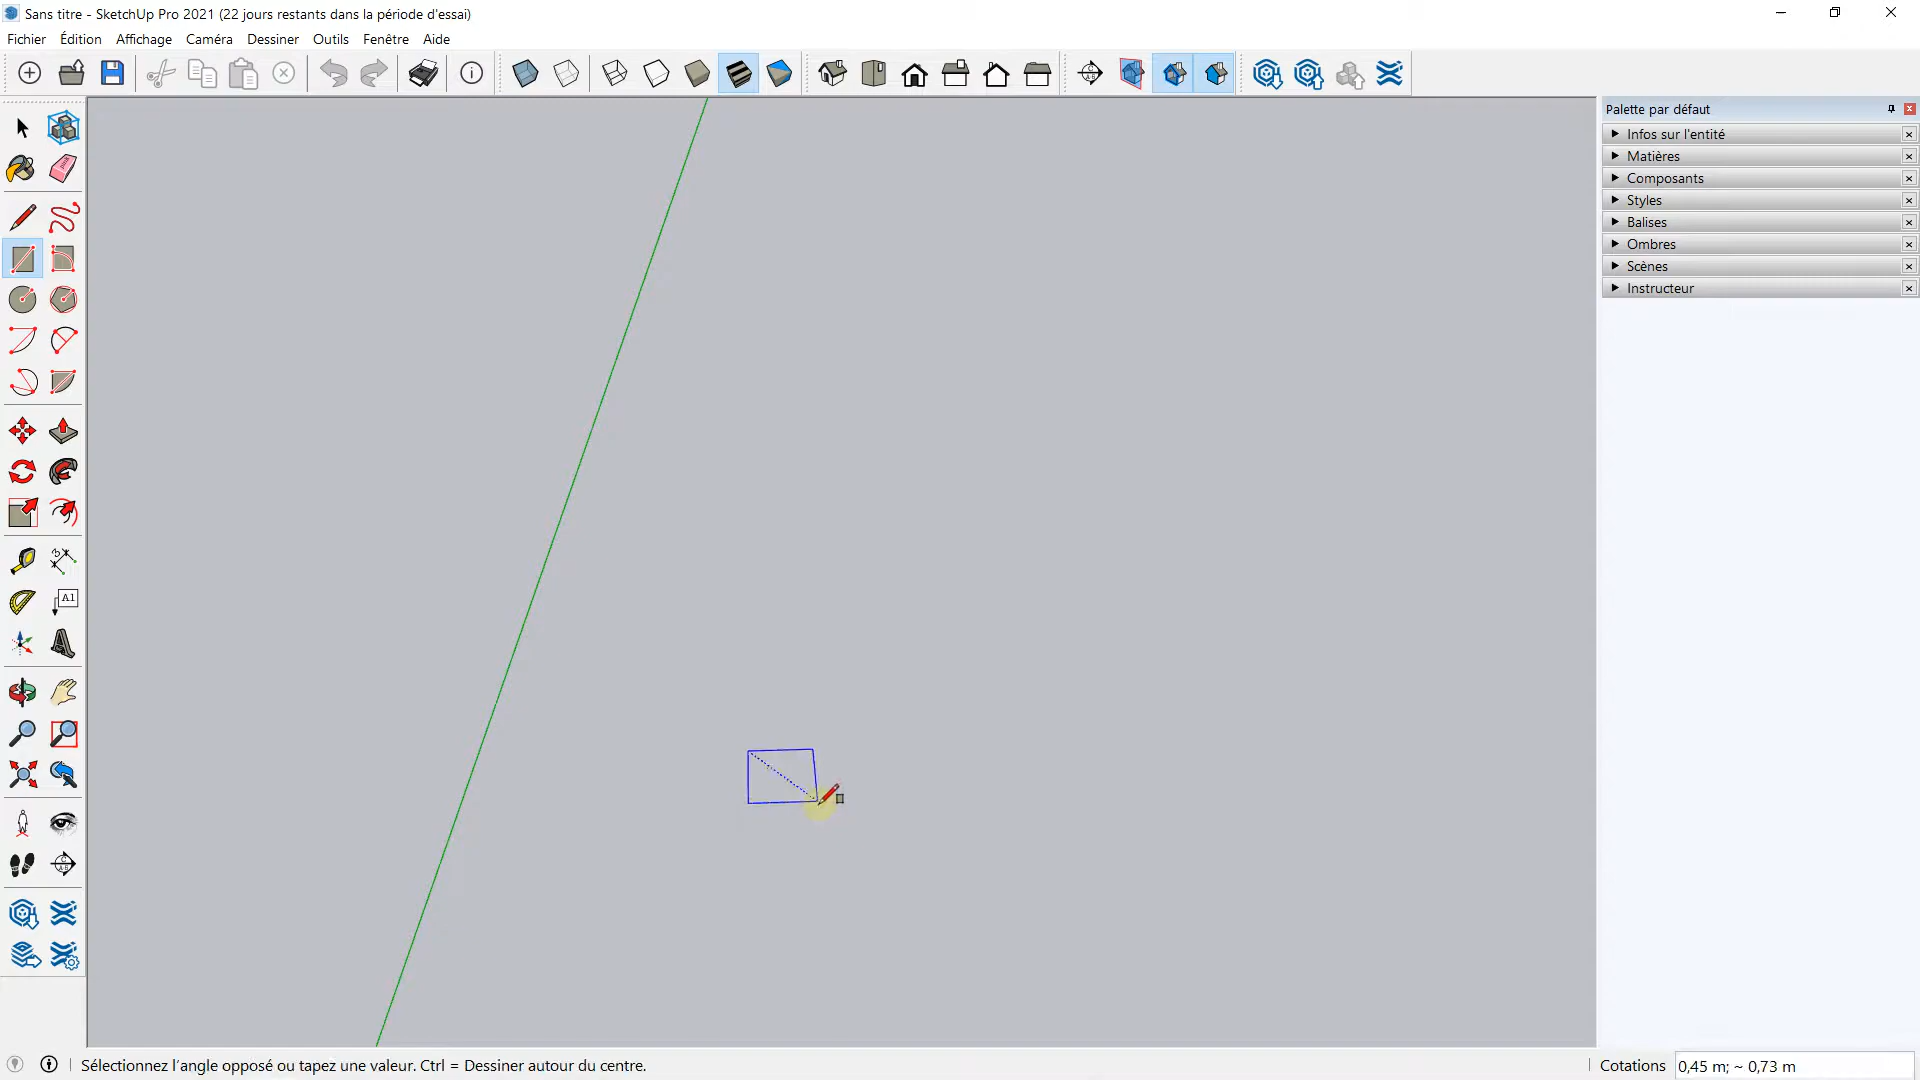 Sans titre - SketchUp Pro 2021 (22 jours restants dans la période d'essai)
Fichier Édition Affichage Caméra Dessiner Outils Fenêtre Aide
Palette par défaut
Infos sur l'entité
Matières
Composants
Styles
Balises
Ombres
Scènes
Instructeur
A1
Sélectionnez l'angle opposé ou tapez une valeur. Ctrl = Dessiner autour du centre.
Cotations 0,45 m; ~ 0,73 m